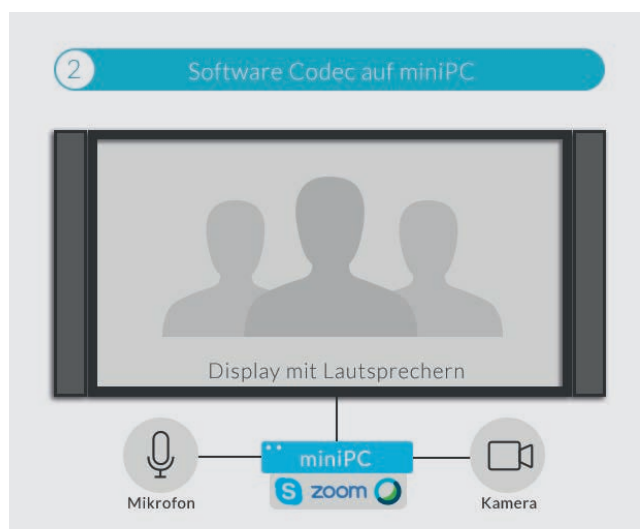 2
Software Codec auf miniPC
Display mit Lautsprechern
miniPC
S zoom
Mikrofon
Kamera